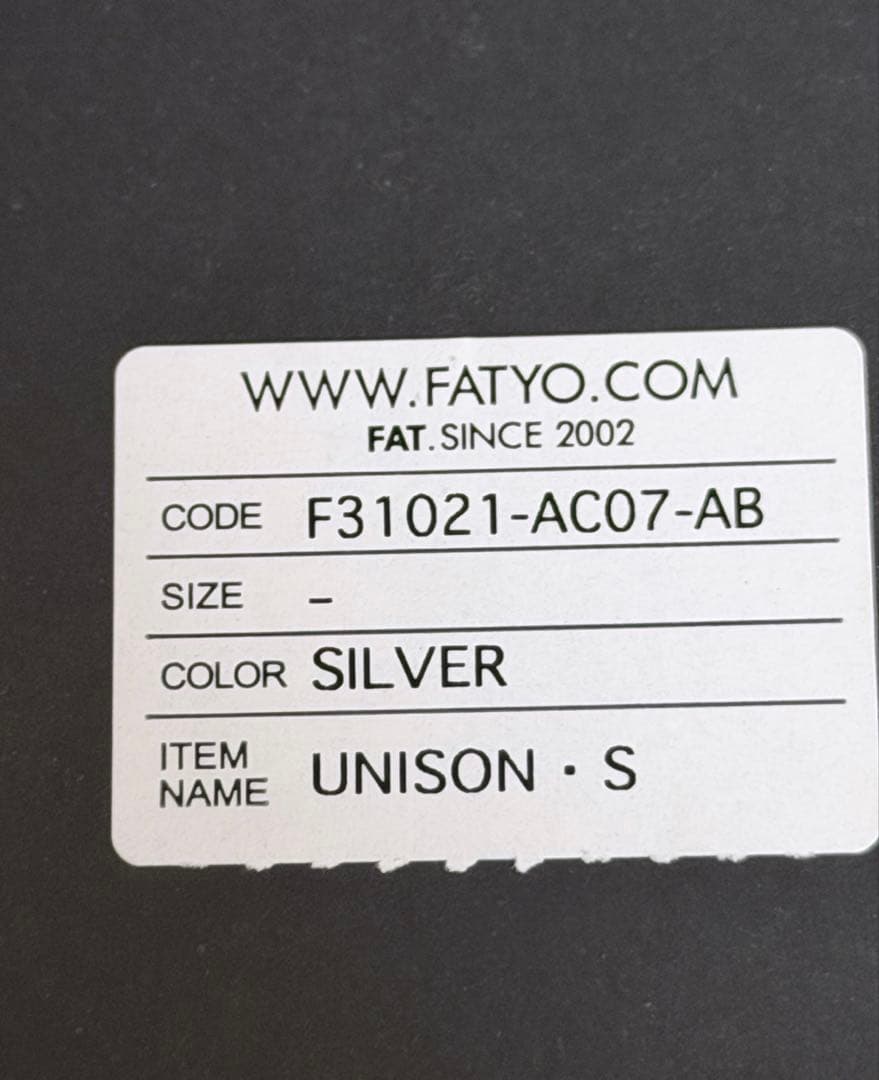 WWW.FATYO.COM
FAT.SINCE 2002
CODE F31021-AC07-AB
SIZE –
COLOR SILVER
ITEM NAME UNISON・S